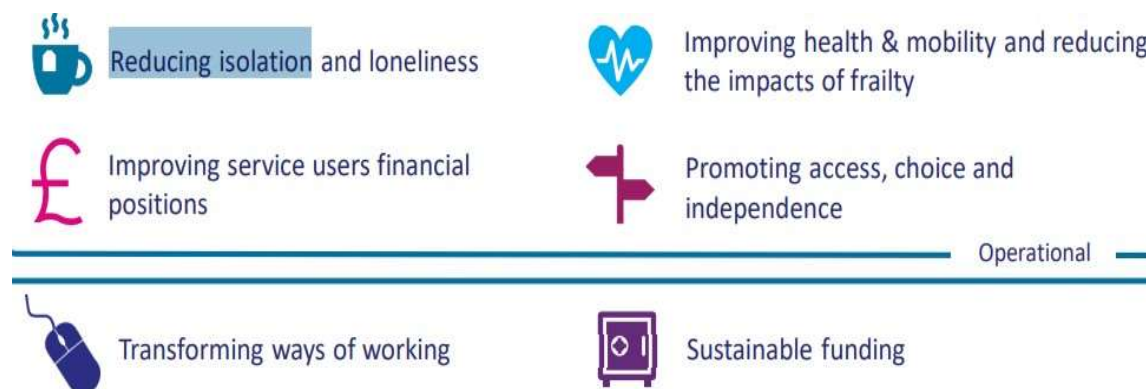 Reducing isolation and loneliness
Improving health & mobility and reducing
the impacts of frailty
Improving service users financial
positions
Promoting access, choice and
independence
Operational
Transforming ways of working
Sustainable funding